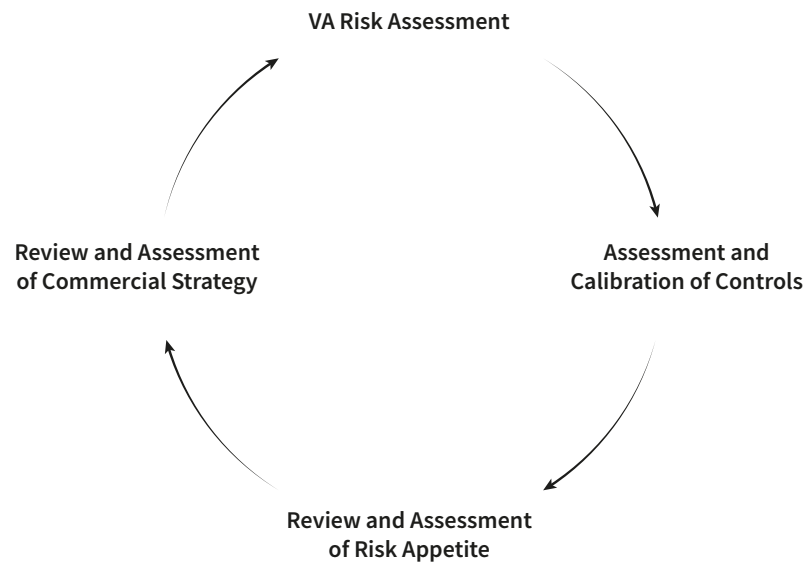 VA Risk Assessment
Assessment and
Calibration of Controls
Review and Assessment
of Risk Appetite
Review and Assessment
of Commercial Strategy